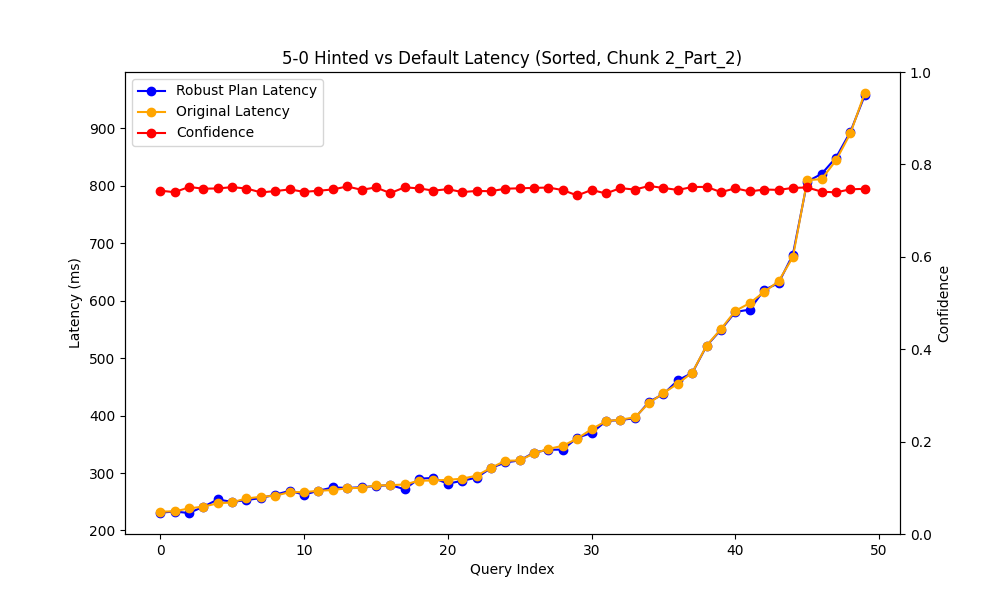 5-0 Hinted vs Default Latency (Sorted, Chunk 2_Part_2)
Robust Plan Latency
Original Latency
Confidence
Latency (ms)
900
800
700
600
500
400
300
200
1.0
0.8
0.6
0.4
0.2
0.0
Confidence
0 10 20 30 40 50
Query Index